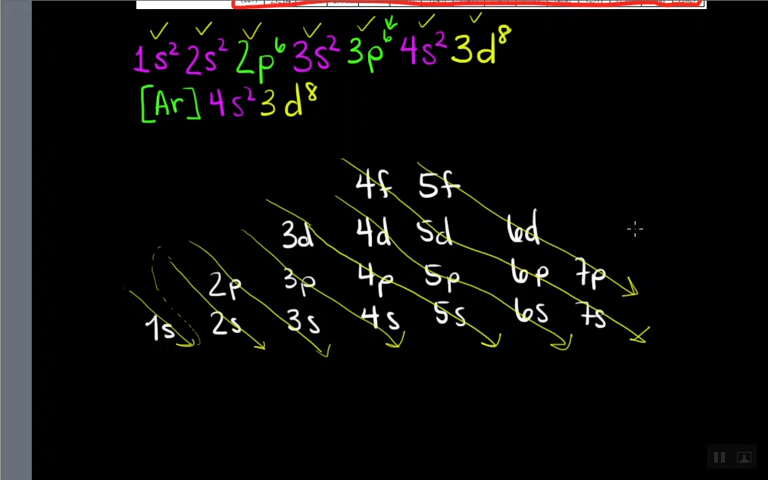 1s² 2s² 2p⁶ 3s² 3p⁶ 4s² 3d⁸
[Ar] 4s² 3d⁸
4f 5f
3d 4d 5d 6d
2p 3p 4p 5p 6p 7p
1s 2s 3s 4s 5s 6s 7s